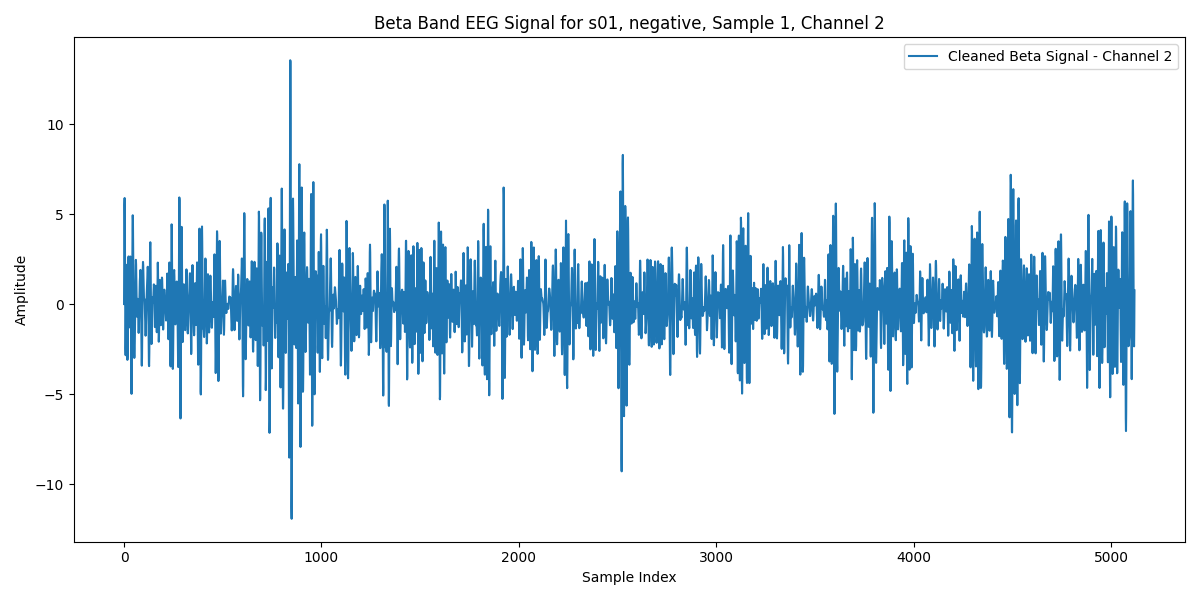 Beta Band EEG Signal for s01, negative, Sample 1, Channel 2
Cleaned Beta Signal - Channel 2
Amplitude
10
5
0
−5
−10
0 1000 2000 3000 4000 5000
Sample Index